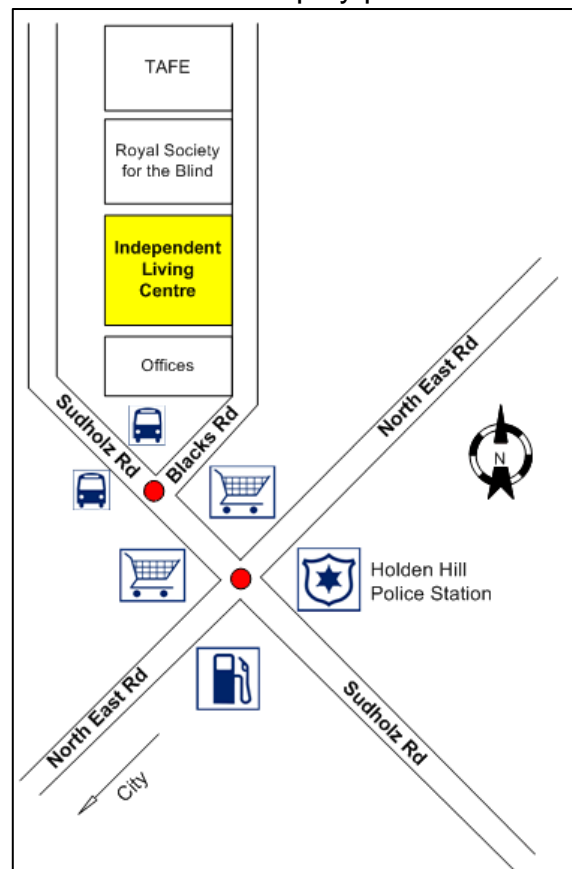 TAFE
Royal Society
for the Blind
Independent
Living
Centre
Offices
North East Rd
Sudholz Rd
Blacks Rd
N
Holden Hill
Police Station
North East Rd
Sudholz Rd
City